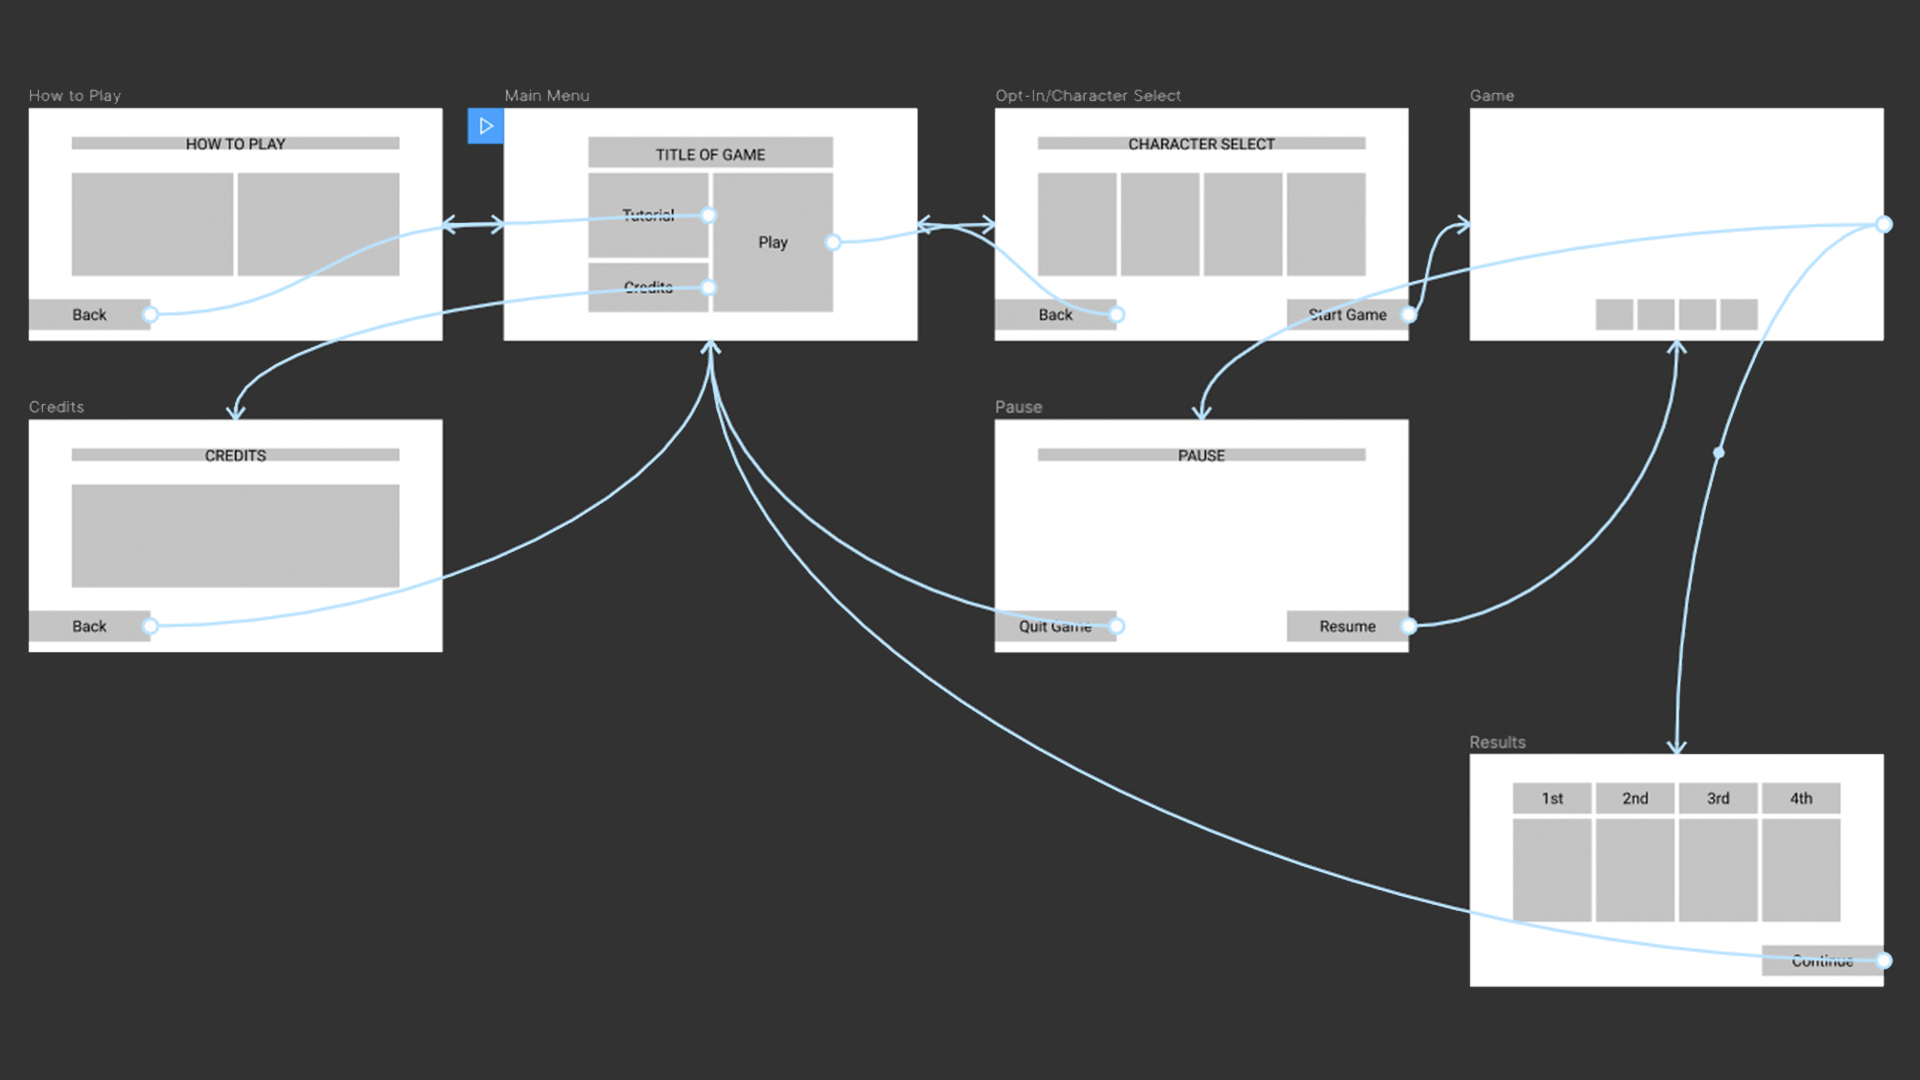 How to Play
HOW TO PLAY
Back
Main Menu
TITLE OF GAME
Tutorial
Play
Credits
Opt-In/Character Select
CHARACTER SELECT
Back
Start Game
Game
Credits
CREDITS
Back
Pause
PAUSE
Quit Game
Resume
Results
1st
2nd
3rd
4th
Continue